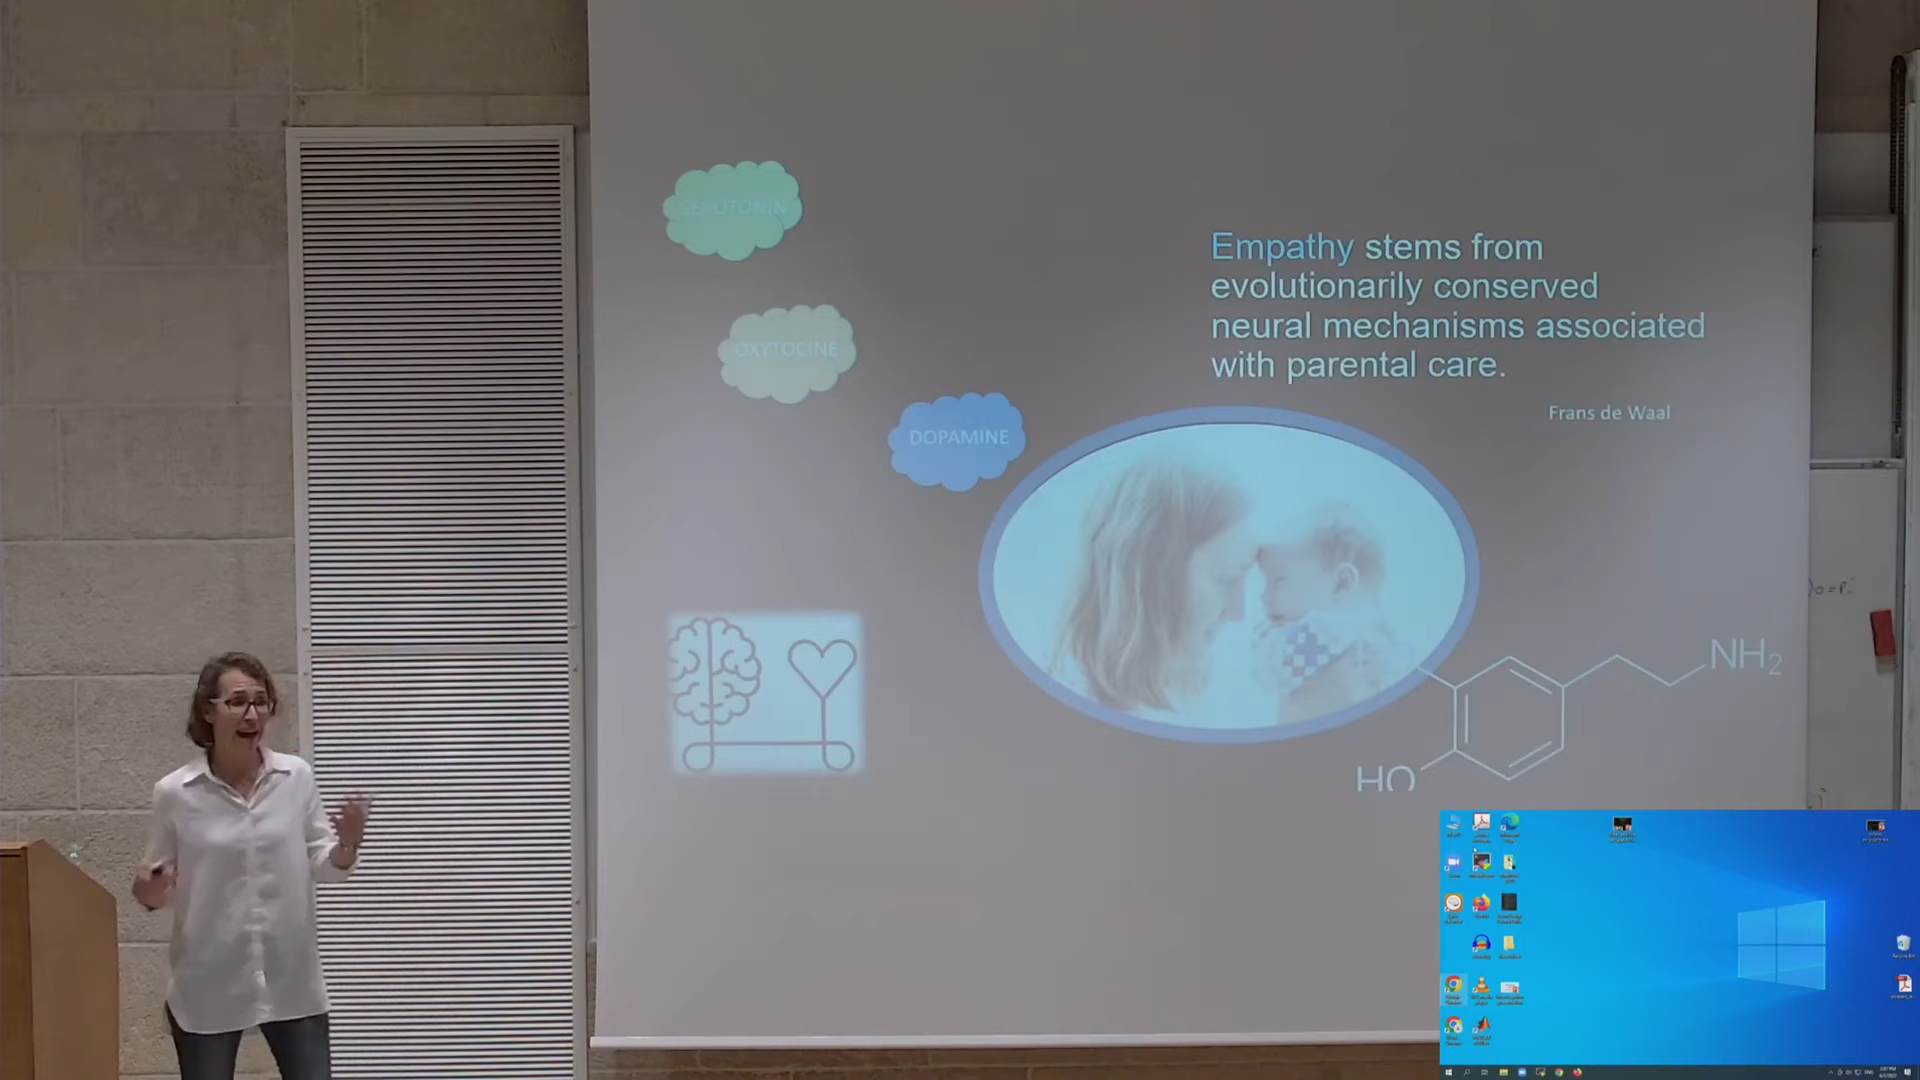 SEROTONIN
OXYTOCINE
DOPAMINE
Empathy stems from
evolutionarily conserved
neural mechanisms associated
with parental care.
Frans de Waal
NH2
HO